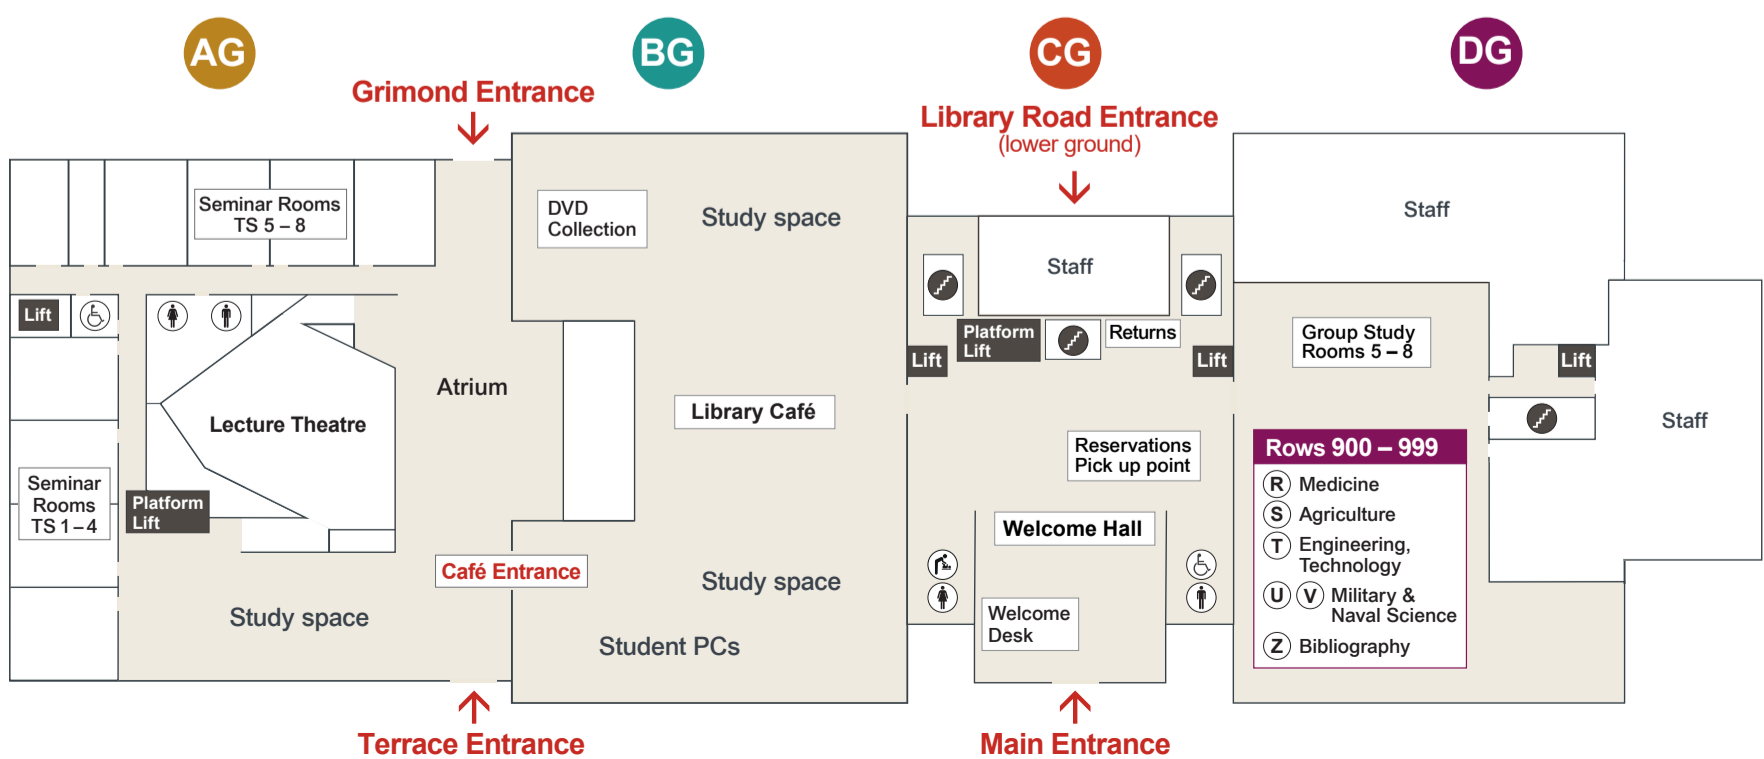 AG
BG
CG
DG
Grimond Entrance
Library Road Entrance
(lower ground)
Seminar Rooms
TS 5 – 8
DVD
Collection
Study space
Staff
Staff
Lift
Platform
Lift
Returns
Lift
Lift
Group Study
Rooms 5 – 8
Lift
Atrium
Lecture Theatre
Library Café
Staff
Reservations
Pick up point
Rows 900 – 999
R Medicine
S Agriculture
T Engineering,
Technology
U V Military &
Naval Science
Z Bibliography
Seminar
Rooms
TS 1 – 4
Platform
Lift
Welcome Hall
Café Entrance
Study space
Study space
Student PCs
Welcome
Desk
Terrace Entrance
Main Entrance